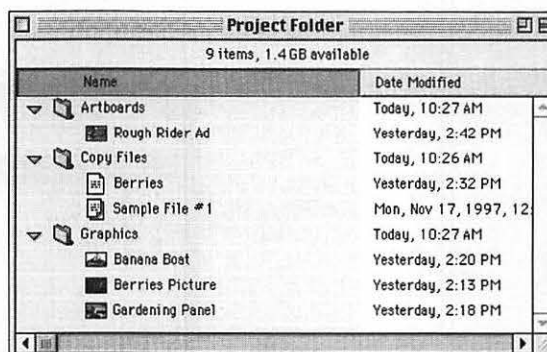 Project Folder
9 items, 1.4 GB available
Name Date Modified
Artboards Today, 10:27 AM
Rough Rider Ad Yesterday, 2:42 PM
Copy Files Today, 10:26 AM
Berries Yesterday, 2:32 PM
Sample File #1 Mon, Nov 17, 1997, 12:
Graphics Today, 10:27 AM
Banana Boat Yesterday, 2:20 PM
Berries Picture Yesterday, 2:13 PM
Gardening Panel Yesterday, 2:18 PM